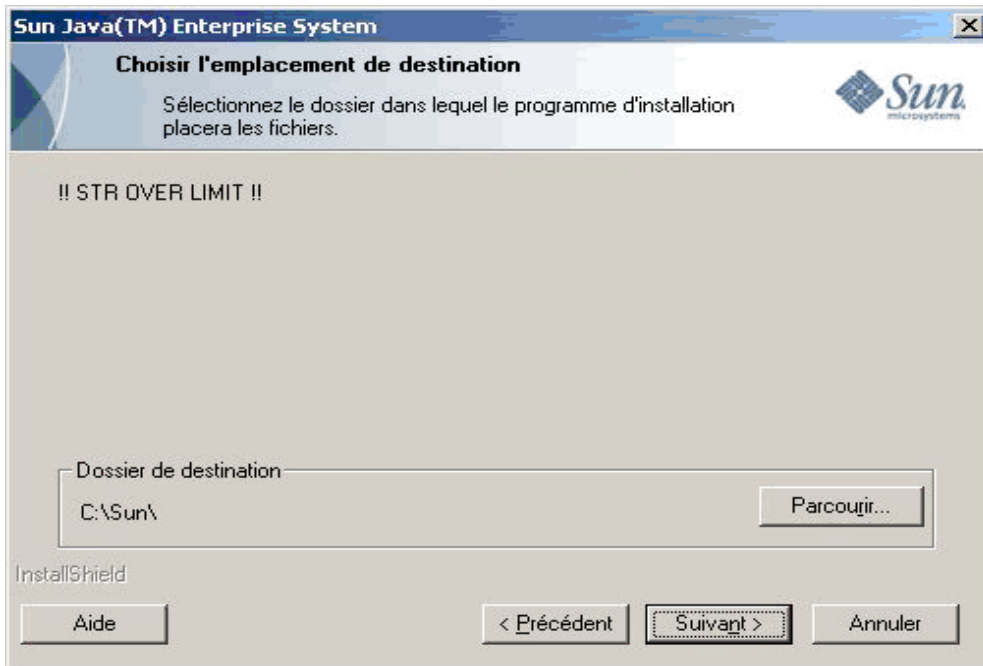 Sun Java(TM) Enterprise System
Choisir l'emplacement de destination
Sélectionnez le dossier dans lequel le programme d'installation
placera les fichiers.
Sun
microsystems
!! STR OVER LIMIT !!
Dossier de destination
C:\Sun\
Parcourir...
InstallShield
Aide
< Précédent
Suivant >
Annuler